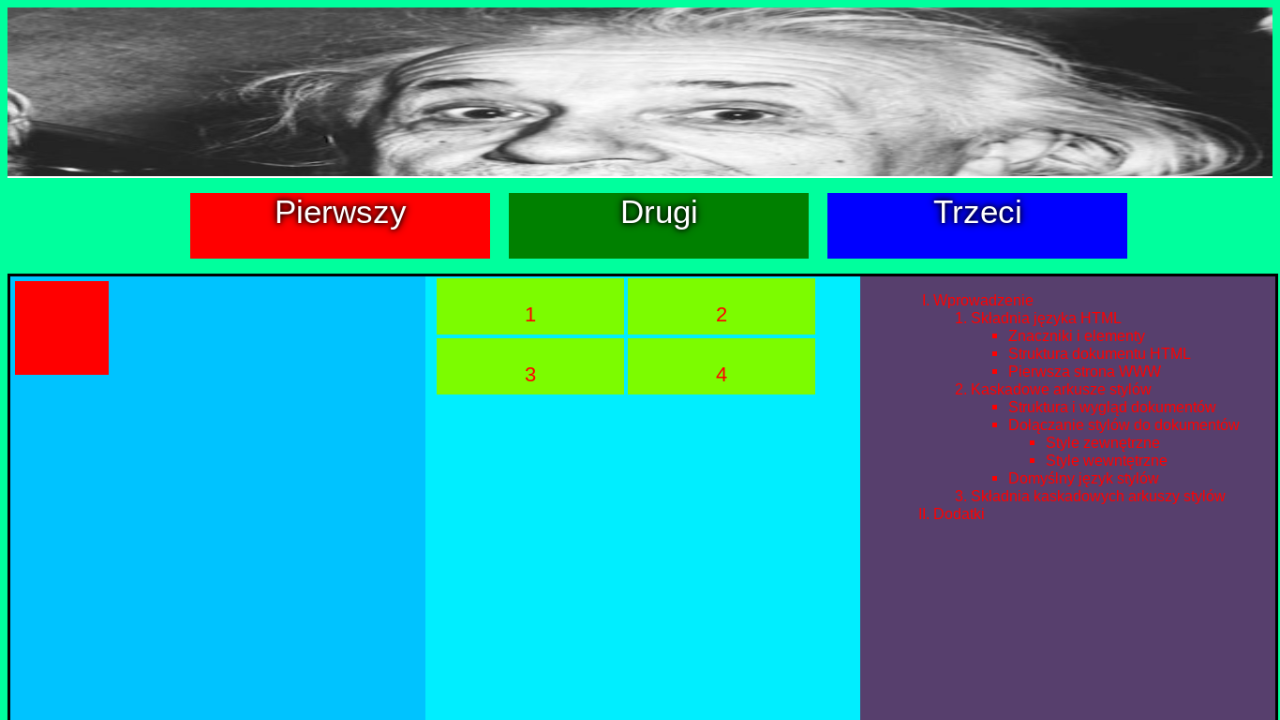 Pierwszy Drugi Trzeci
1 2
3 4
I. Wprowadzenie
1. Składnia języka HTML
▪ Znaczniki i elementy
▪ Struktura dokumentu HTML
▪ Pierwsza strona WWW
2. Kaskadowe arkusze stylów
▪ Struktura i wygląd dokumentów
▪ Dołączanie stylów do dokumentów
▪ Style zewnętrzne
▪ Style wewnętrzne
▪ Domyślny język stylów
3. Składnia kaskadowych arkuszy stylów
II. Dodatki